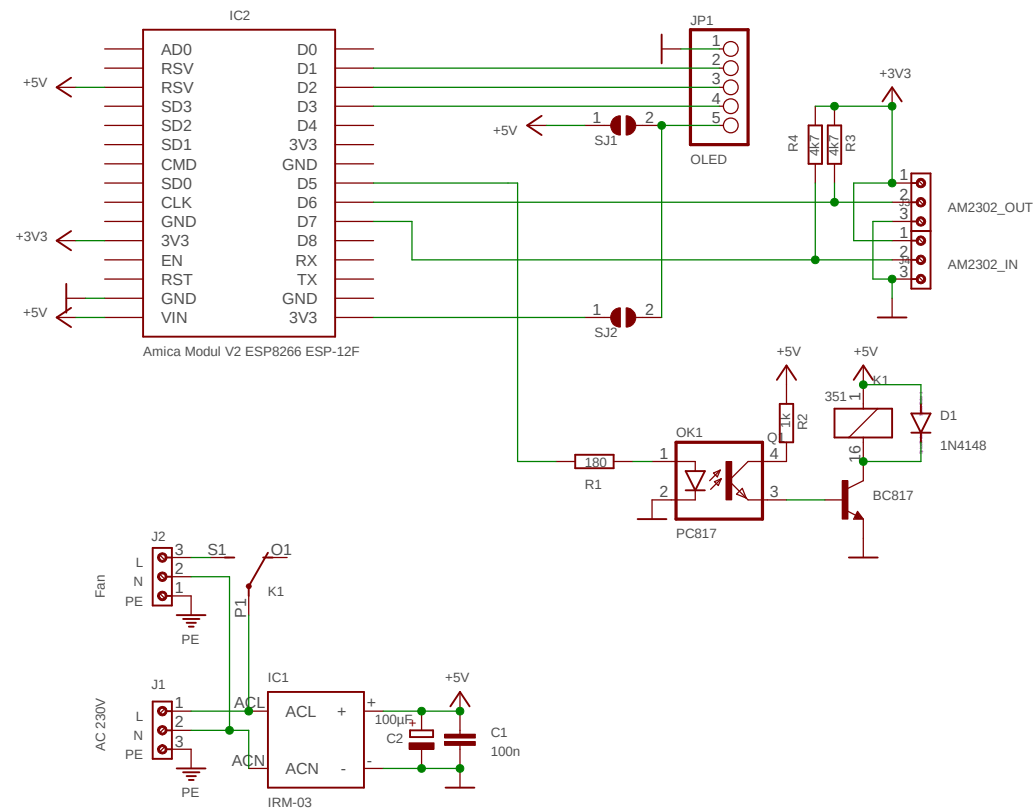 IC2
AD0 D0
RSV D1
+5V RSV D2
SD3 D3
SD2 D4
SD1 3V3
CMD GND
SD0 D5
CLK D6
GND D7
+3V3 3V3 D8
EN RX
RST TX
GND GND
+5V VIN 3V3
Amica Modul V2 ESP8266 ESP-12F
JP1
1
2
3
4
5
OLED
+5V
1 2
SJ1
1 2
SJ2
+3V3
R4 4k7
4k7 R3
1
2
3
AM2302_OUT
1
2
3
AM2302_IN
+5V
1k R2
+5V
K1
351 1
16
D1
1N4148
OK1
1
2
4
3
PC817
180
R1
BC817
J2
3 S1 O1
L
2
N
1
PE
Fan
PE
K1
P1
J1
1 ACL
L
2
N
3 ACN
PE
AC 230V
PE
IC1
ACL + +
ACN - -
IRM-03
+5V
100µF
+
C2
C1
100n